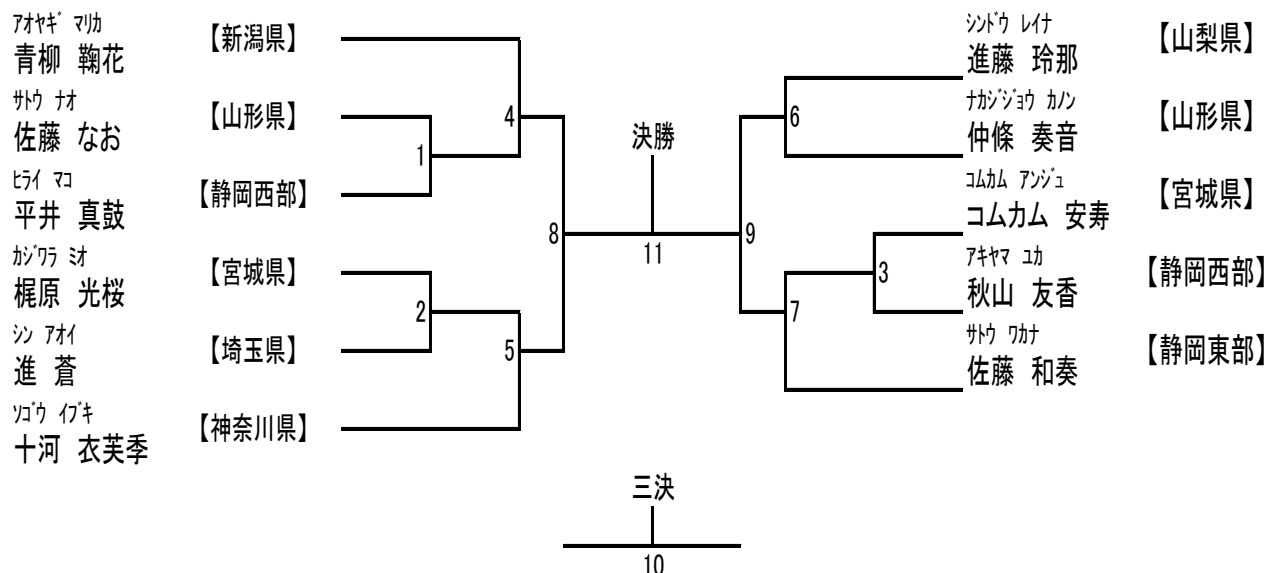 ｱｵﾔｷﾞ ﾏﾘｶ
青柳 鞠花
【新潟県】
ｻﾄｳ ﾅｵ
佐藤 なお
【山形県】
ﾋﾗｲ ﾏｺ
平井 真鼓
【静岡西部】
ｶｼﾞﾜﾗ ﾐｵ
梶原 光桜
【宮城県】
ｼﾝ ｱｵｲ
進 蒼
【埼玉県】
ｿｺﾞｳ ｲﾌﾞｷ
十河 衣芙季
【神奈川県】
1
2
4
5
8
決勝
11
三決
10
9
6
7
3
ｼﾝﾄﾞｳ ﾚｲﾅ
進藤 玲那
【山梨県】
ﾅｶｼﾞｼﾞｮｳ ｶﾉﾝ
仲條 奏音
【山形県】
ｺﾑｶﾑ ｱﾝｼﾞｭ
コムカム 安寿
【宮城県】
ｱｷﾔﾏ ﾕｶ
秋山 友香
【静岡西部】
ｻﾄｳ ﾜｶﾅ
佐藤 和奏
【静岡東部】